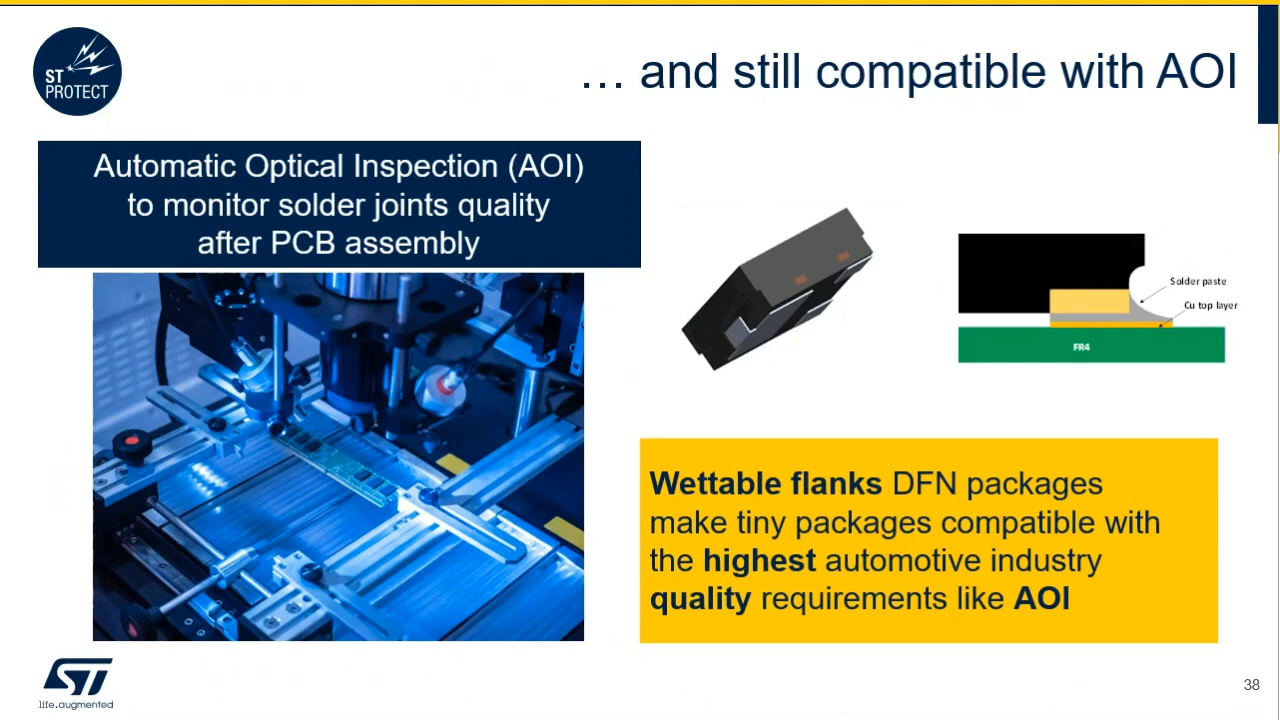 ST
PROTECT
… and still compatible with AOI
Automatic Optical Inspection (AOI)
to monitor solder joints quality
after PCB assembly
Solder paste
Cu top layer
FR4
Wettable flanks DFN packages
make tiny packages compatible with
the highest automotive industry
quality requirements like AOI
ST
life.augmented
38